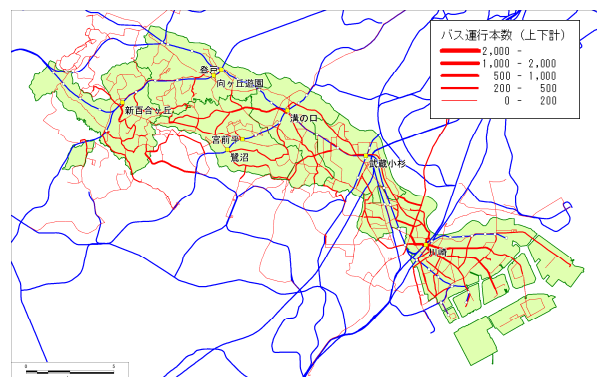 バス運行本数（上下計）
2,000 -
1,000 - 2,000
500 - 1,000
200 - 500
0 - 200
登戸
向ヶ丘遊園
新百合ヶ丘
溝の口
宮前平
鷺沼
武蔵小杉
川崎
0 5